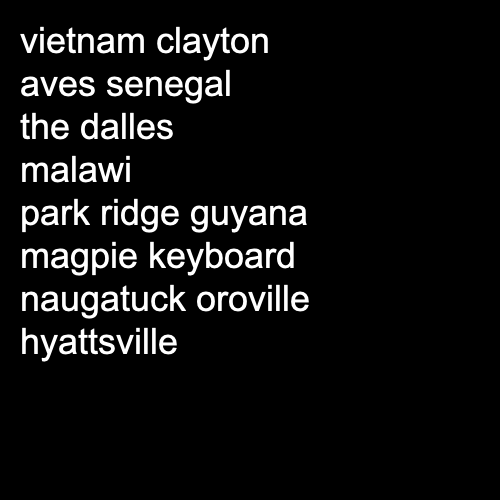 vietnam clayton
aves senegal
the dalles
malawi
park ridge guyana
magpie keyboard
naugatuck oroville
hyattsville